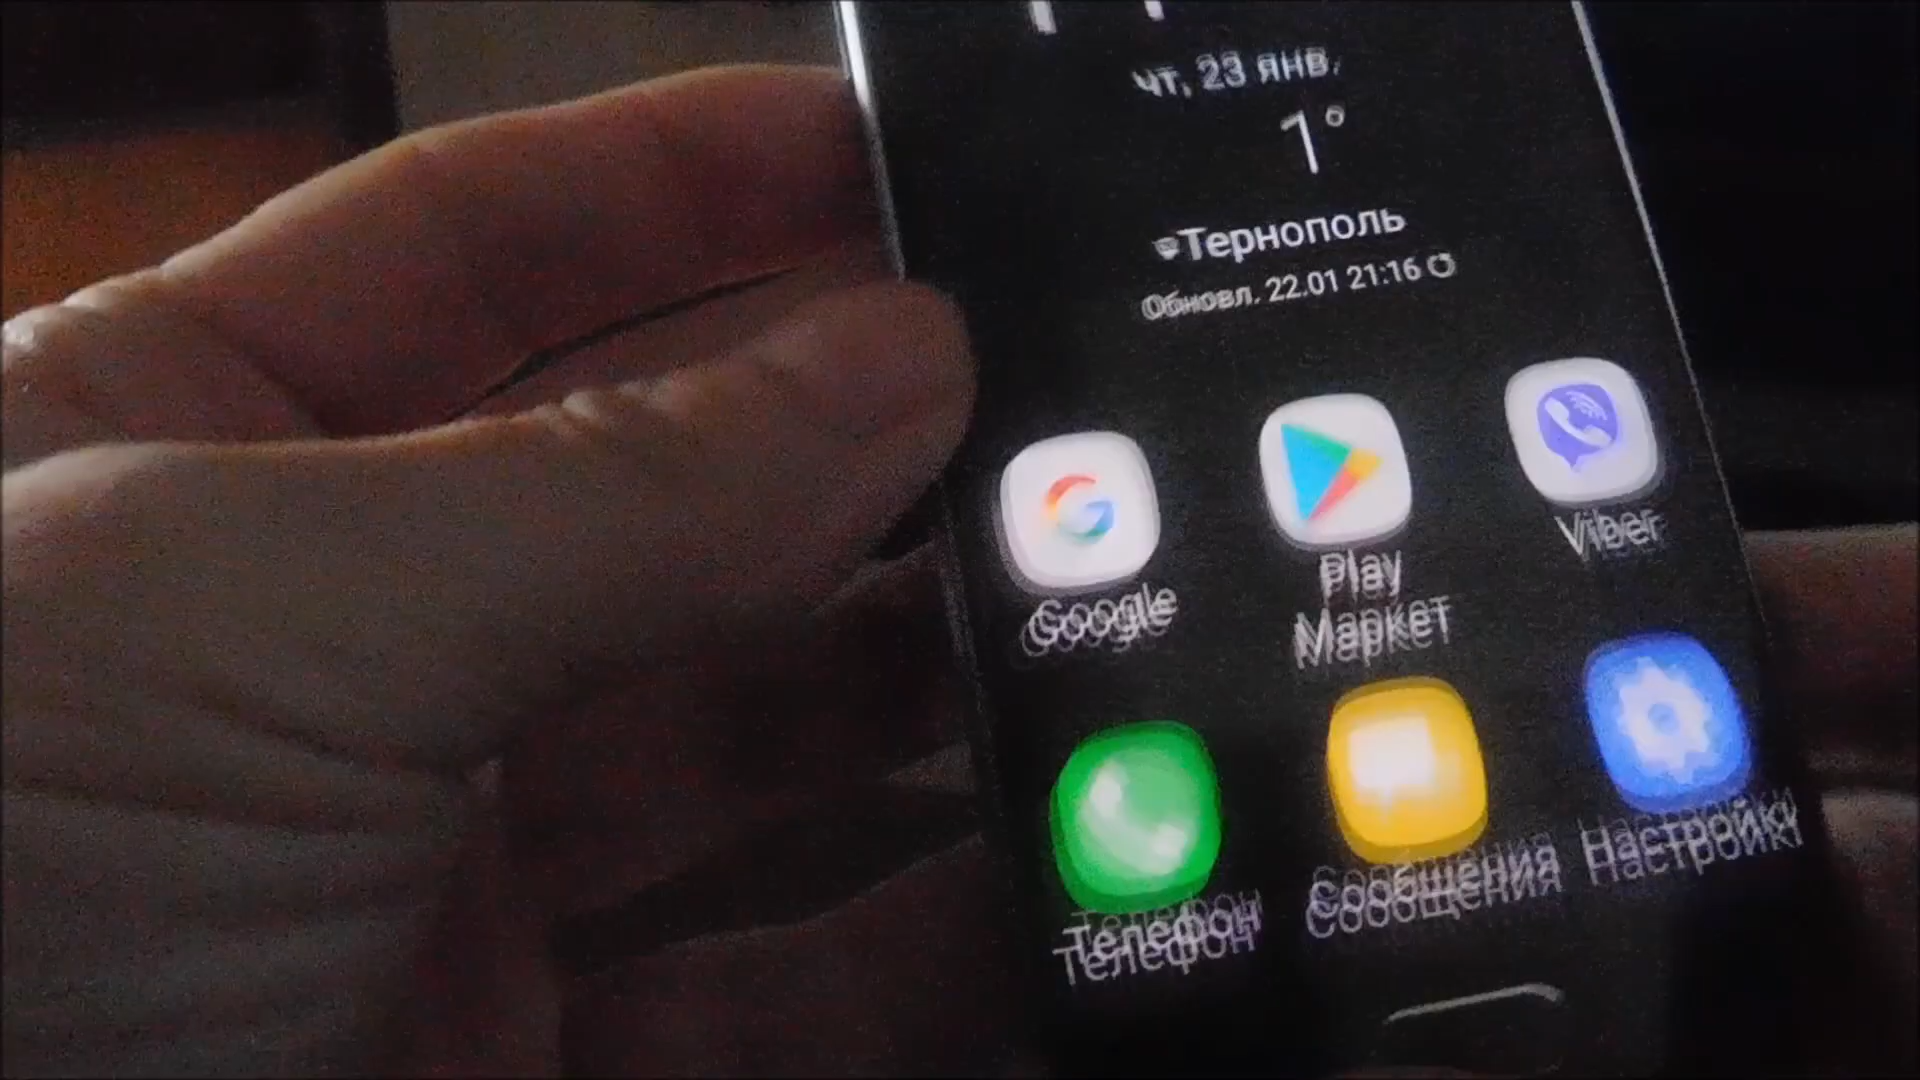 чт, 23 янв.
1°
Тернополь
Обновл. 22.01 21:16
Google
Play
Маркет
Viber
Телефон
Сообщения
Настройки